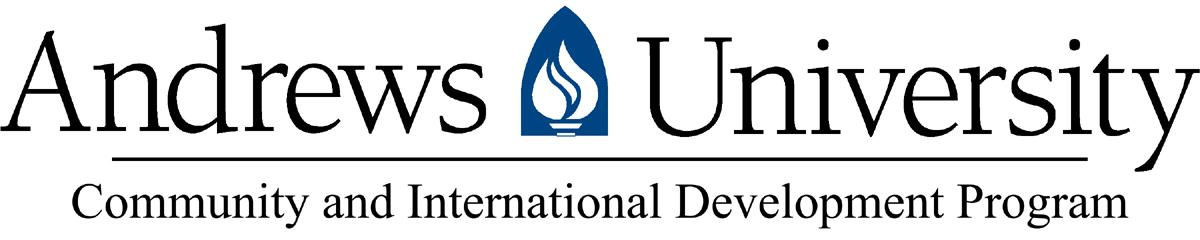 Andrews University
Community and International Development Program